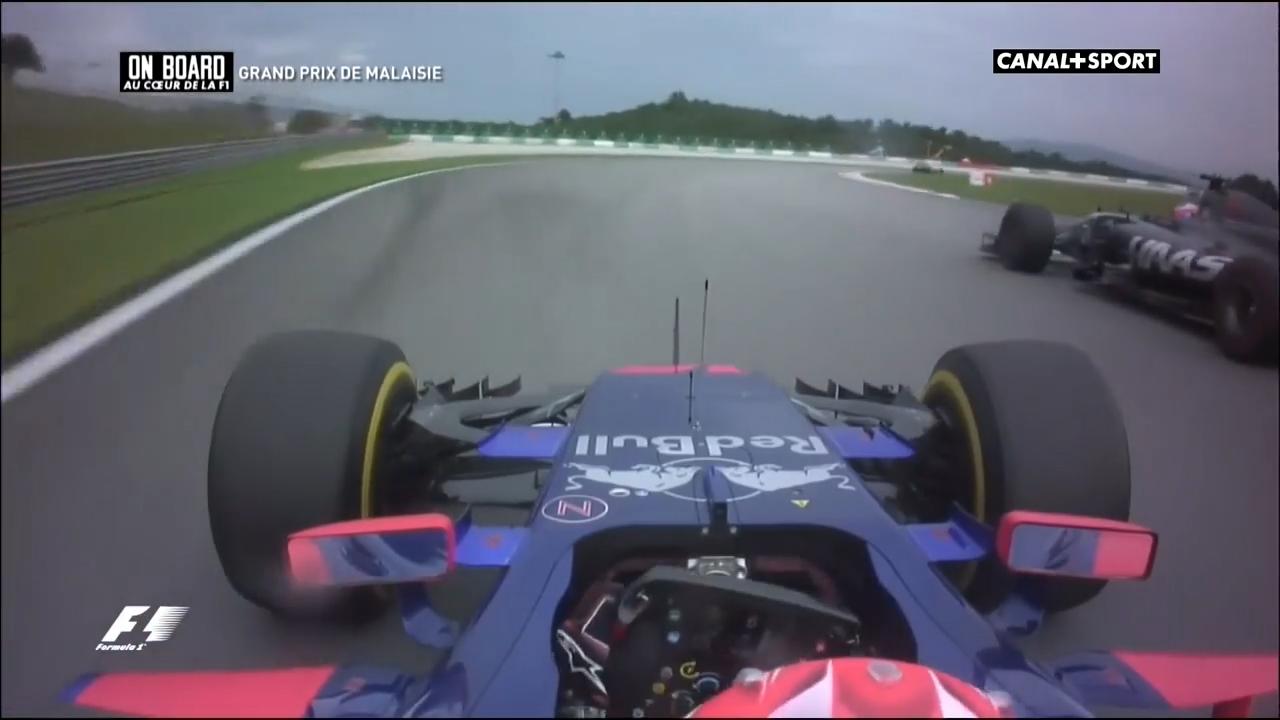 ON BOARD
AU CŒUR DE LA F1
GRAND PRIX DE MALAISIE
CANAL+SPORT
HAAS
Red Bull
F1
Formula 1